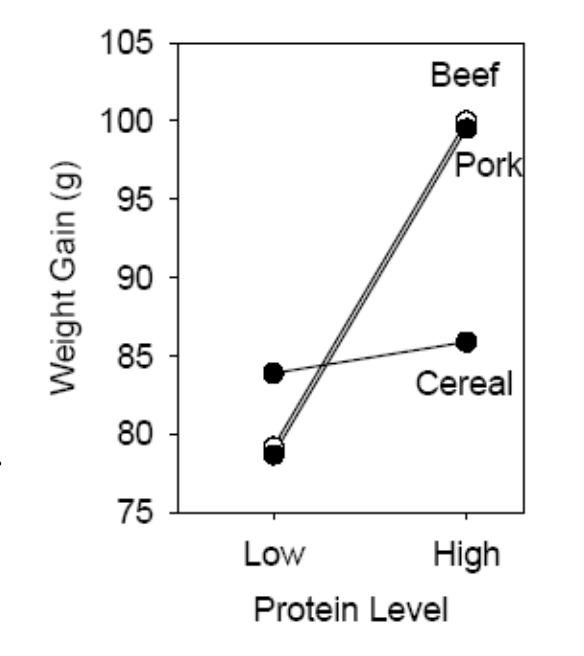 105
Beef
100
Pork
95
Weight Gain (g)
90
85
Cereal
80
75
Low High
Protein Level